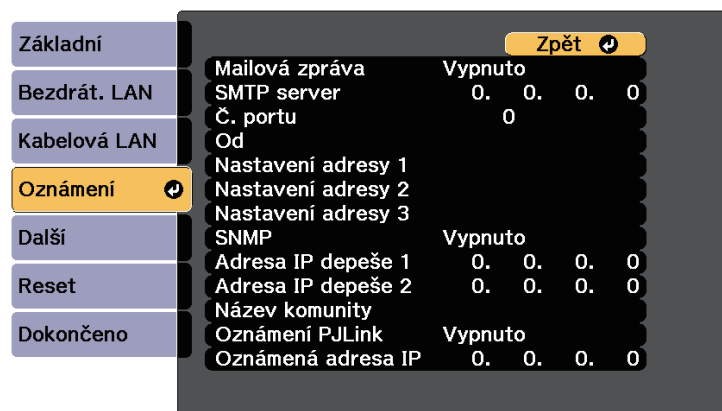 Základní
Bezdrát. LAN
Kabelová LAN
Oznámení
Další
Reset
Dokončeno
Zpět
Mailová zpráva Vypnuto
SMTP server 0. 0. 0. 0
Č. portu 0
Od
Nastavení adresy 1
Nastavení adresy 2
Nastavení adresy 3
SNMP Vypnuto
Adresa IP depeše 1 0. 0. 0. 0
Adresa IP depeše 2 0. 0. 0. 0
Název komunity
Oznámení PJLink Vypnuto
Oznámená adresa IP 0. 0. 0. 0